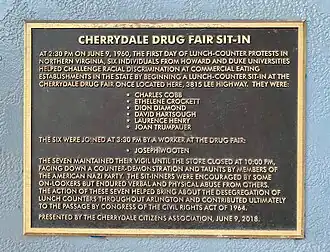 CHERRYDALE DRUG FAIR SIT-IN
AT 2:30 PM ON JUNE 9, 1960, THE FIRST DAY OF LUNCH-COUNTER PROTESTS IN
NORTHERN VIRGINIA, SIX INDIVIDUALS FROM HOWARD AND DUKE UNIVERSITIES
HELPED CHALLENGE RACIAL DISCRIMINATION AT COMMERCIAL EATING
ESTABLISHMENTS IN THE STATE BY BEGINNING A LUNCH-COUNTER SIT-IN AT THE
CHERRYDALE DRUG FAIR ONCE LOCATED HERE, 3815 LEE HIGHWAY. THEY WERE:
• CHARLES COBB
• ETHELENE CROCKETT
• DION DIAMOND
• DAVID HARTSOUGH
• LAURENCE HENRY
• JOAN TRUMPAUER
THE SIX WERE JOINED AT 3:30 PM BY A WORKER AT THE DRUG FAIR:
• JOSEPH WOOTEN
THE SEVEN MAINTAINED THEIR VIGIL UNTIL THE STORE CLOSED AT 10:00 PM,
FACING DOWN A COUNTER-DEMONSTRATION AND TAUNTS BY MEMBERS OF
THE AMERICAN NAZI PARTY. THE SIT-INNERS WERE ENCOURAGED BY SOME
ON-LOOKERS BUT ENDURED VERBAL AND PHYSICAL ABUSE FROM OTHERS.
THE ACTION OF THESE SEVEN HELPED BRING ABOUT THE DESEGREGATION OF
LUNCH COUNTERS THROUGHOUT ARLINGTON AND CONTRIBUTED ULTIMATELY
TO THE PASSAGE BY CONGRESS OF THE CIVIL RIGHTS ACT OF 1964.
PRESENTED BY THE CHERRYDALE CITIZENS ASSOCIATION, JUNE 9, 2018.